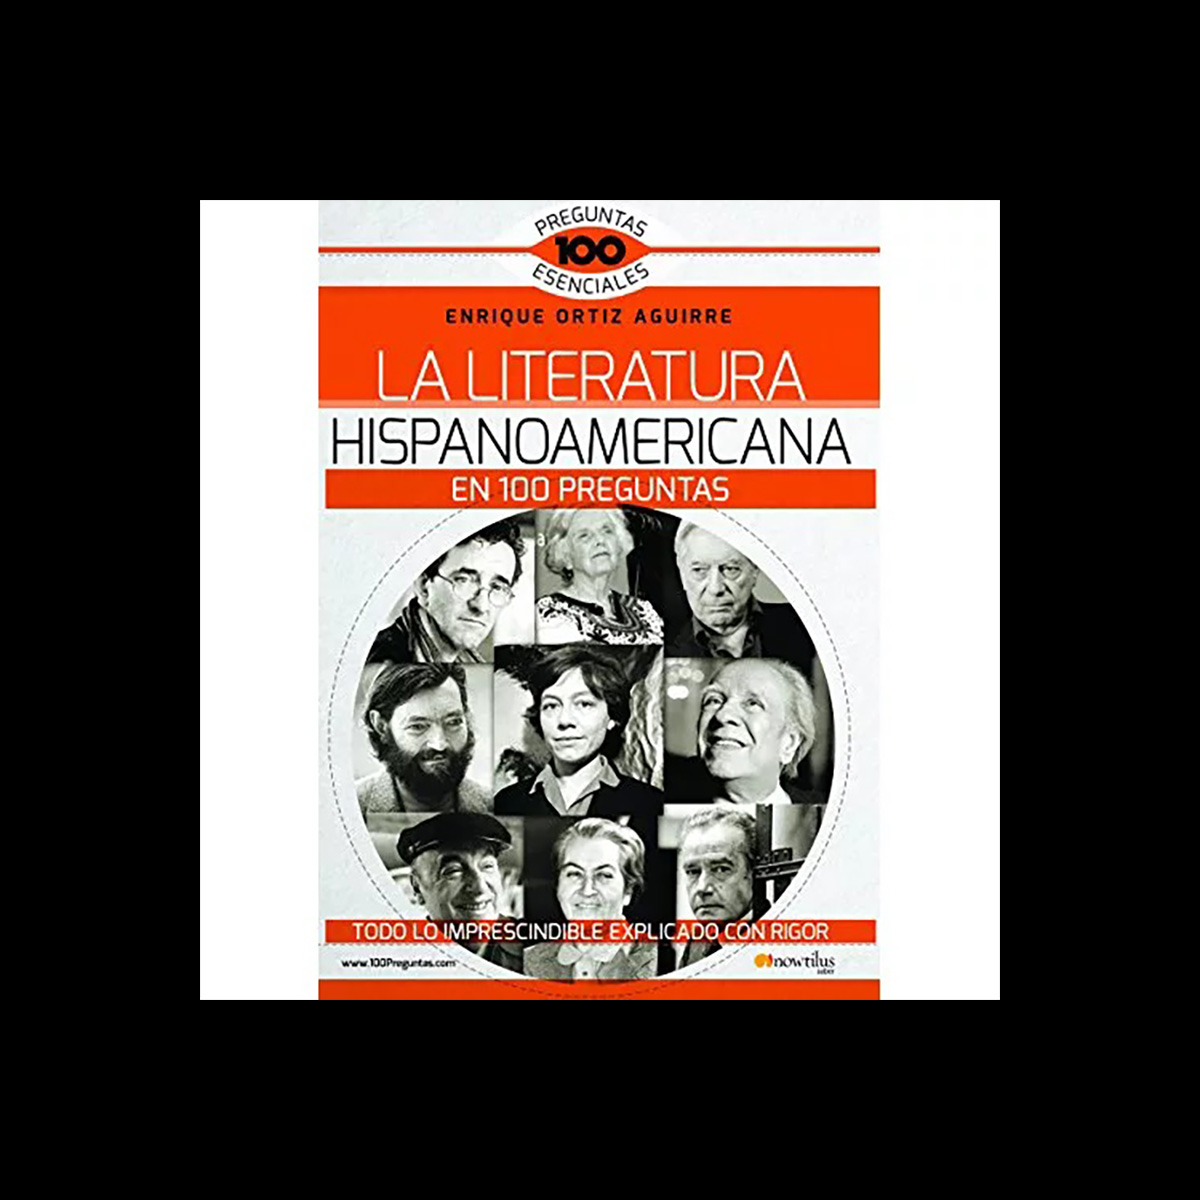 PREGUNTAS
100
ESENCIALES
ENRIQUE ORTIZ AGUIRRE
LA LITERATURA
HISPANOAMERICANA
EN 100 PREGUNTAS
TODO LO IMPRESCINDIBLE EXPLICADO CON RIGOR
www.100Preguntas.com
nowtilus
saber